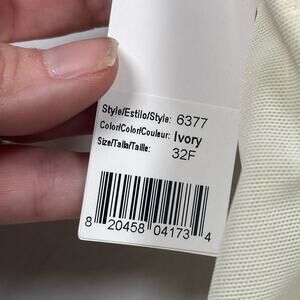 Style/Estilo/Style: 6377
Color/Color/Couleur: Ivory
Size/Talla/Taille: 32F
8 20458 04173 4